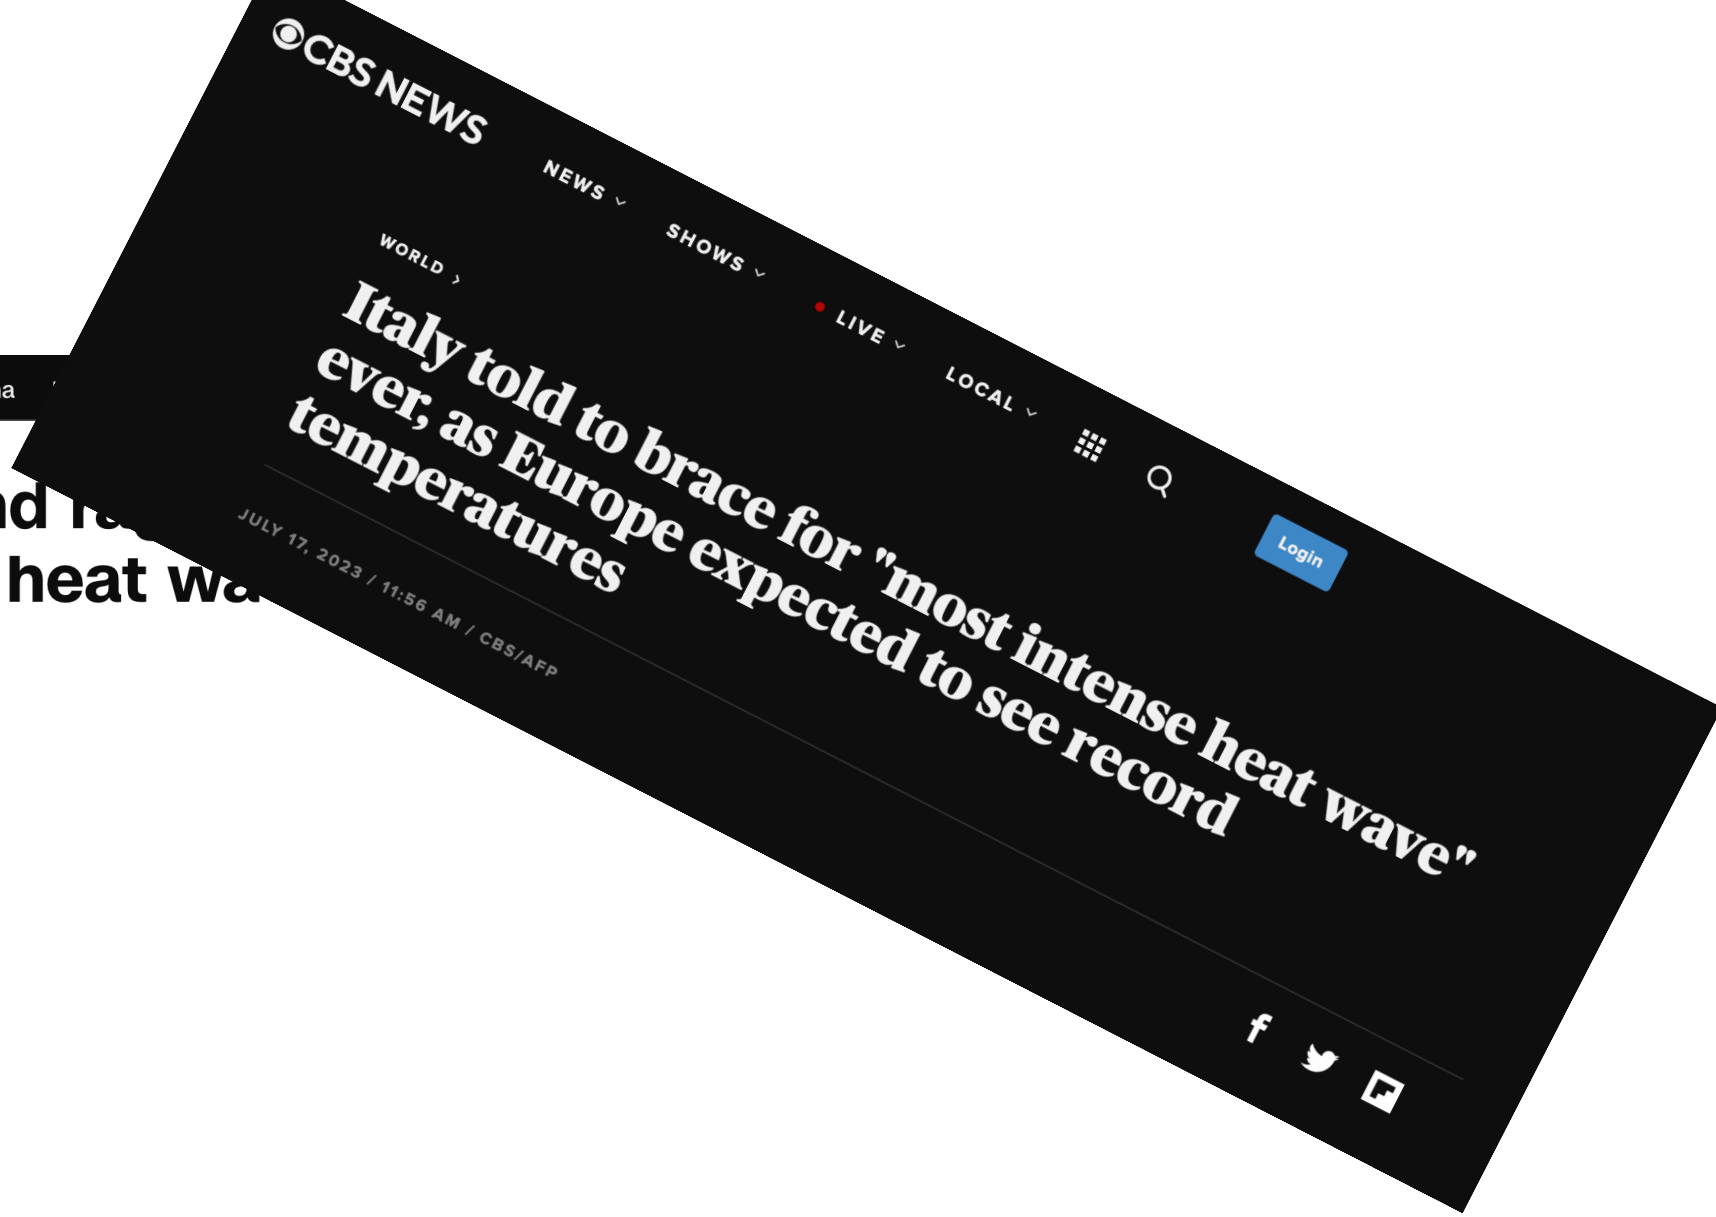 CBS NEWS
NEWS
SHOWS
LIVE
LOCAL
Login
WORLD
Italy told to brace for "most intense heat wave"
ever, as Europe expected to see record
temperatures
JULY 17, 2023 / 11:56 AM / CBS/AFP
heat